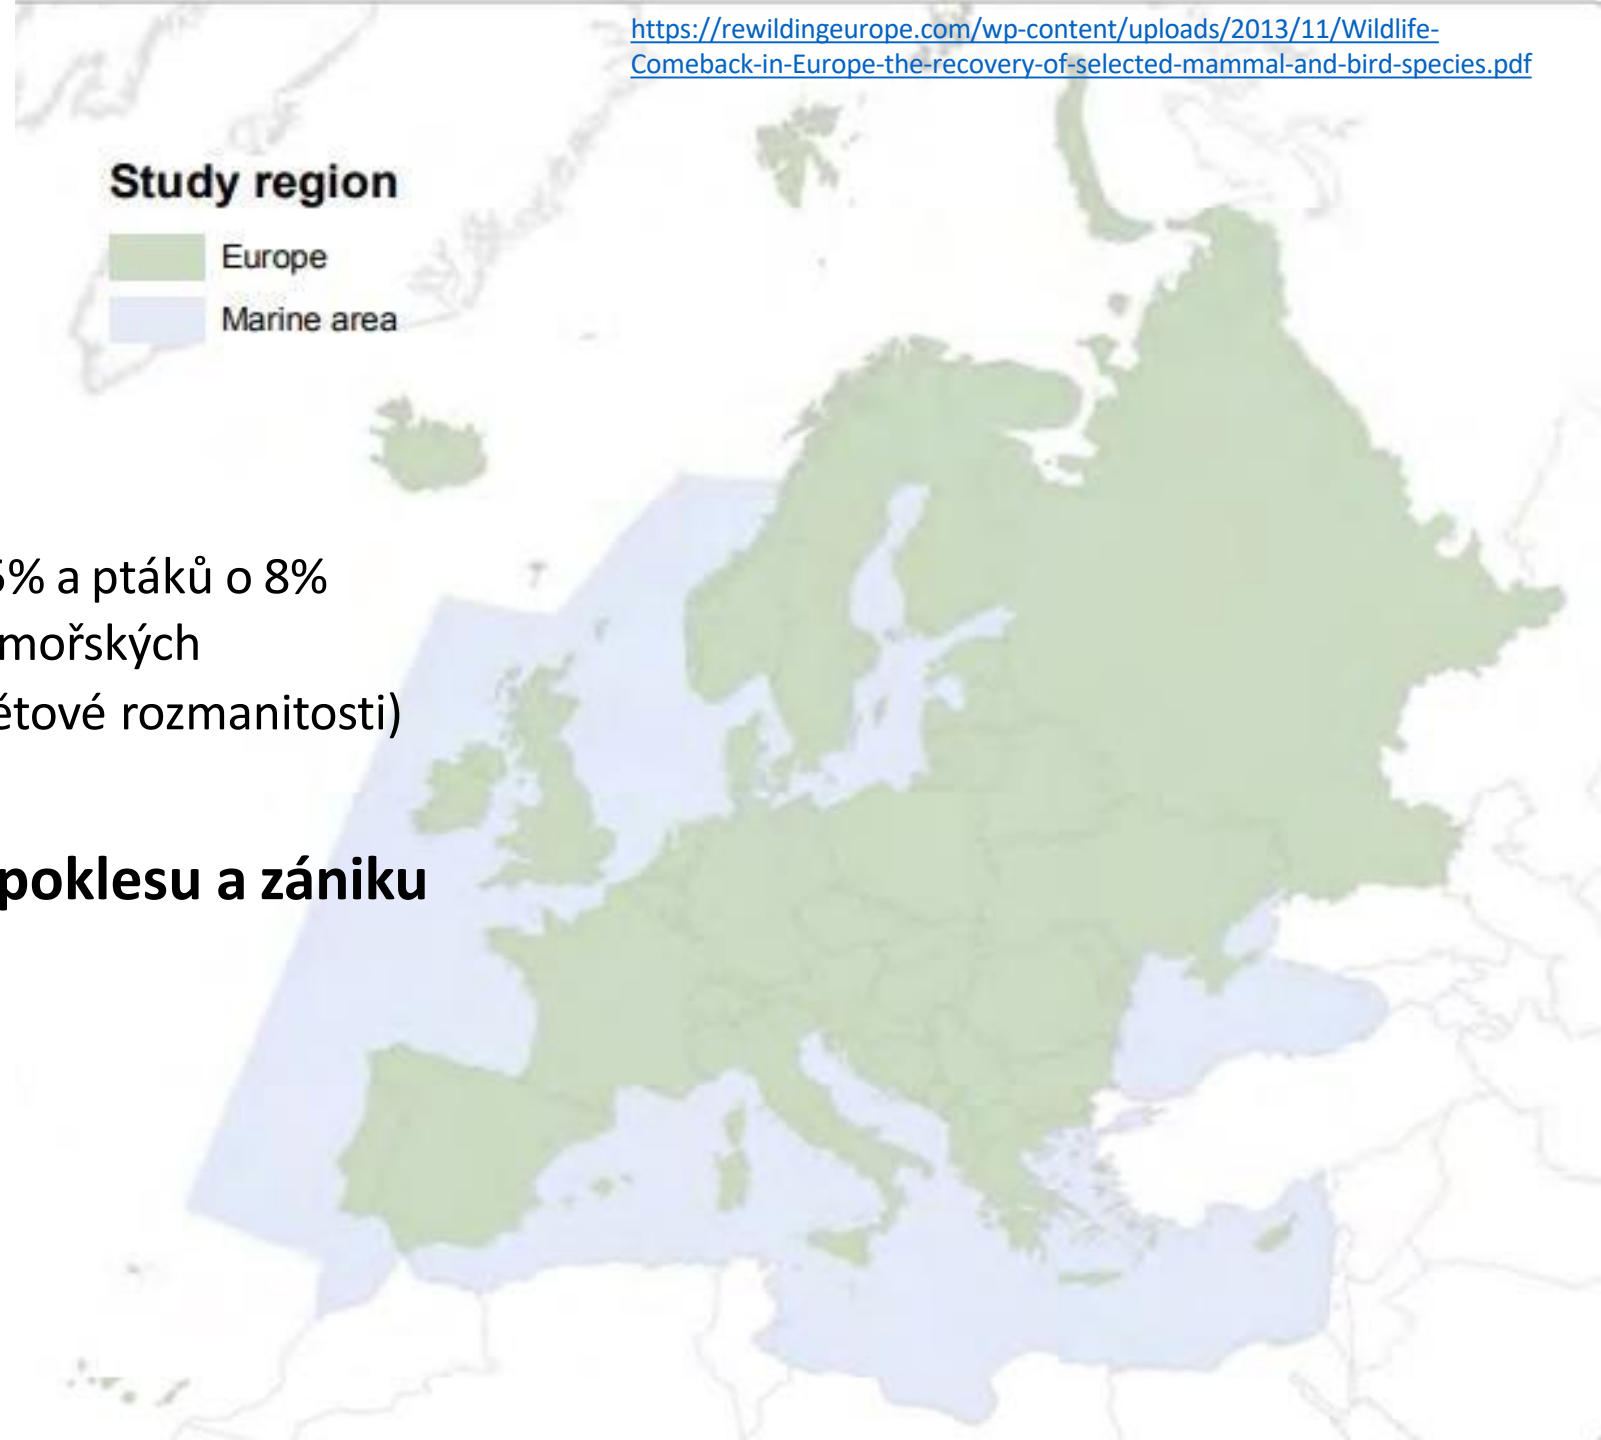 https://rewildingeurope.com/wp-content/uploads/2013/11/Wildlife-
Comeback-in-Europe-the-recovery-of-selected-mammal-and-bird-species.pdf
Study region
Europe
Marine area
% a ptáků o 8%
mořských
ětové rozmanitosti)
poklesu a zániku